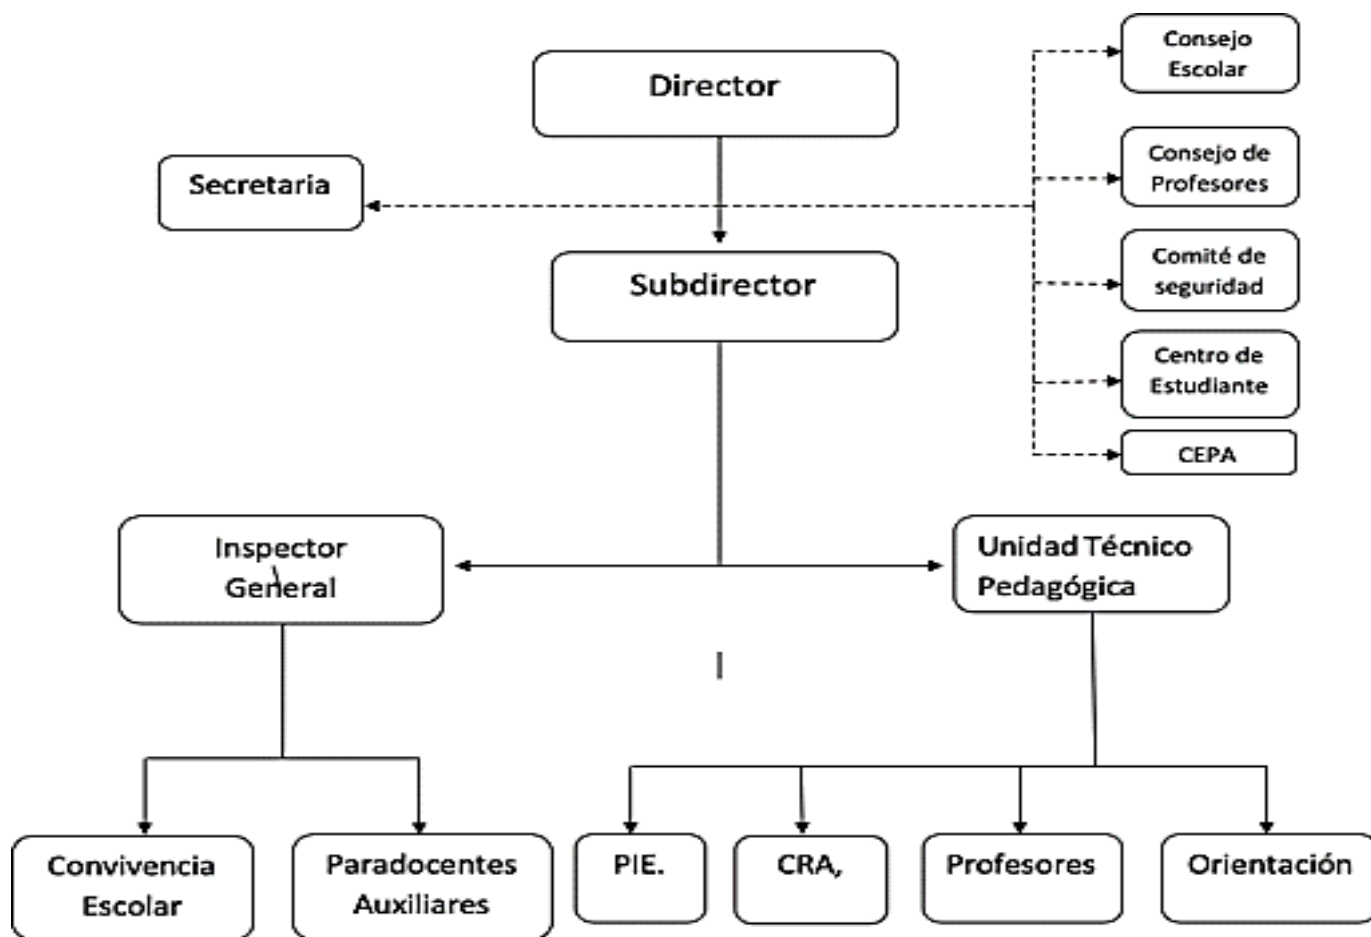 Consejo
Escolar
Director
Consejo de
Profesores
Secretaria
Comité de
seguridad
Subdirector
Centro de
Estudiante
CEPA
Inspector
General
Unidad Técnico
Pedagógica
Convivencia
Escolar
Paradocentes
Auxiliares
PIE.
CRA,
Profesores
Orientación